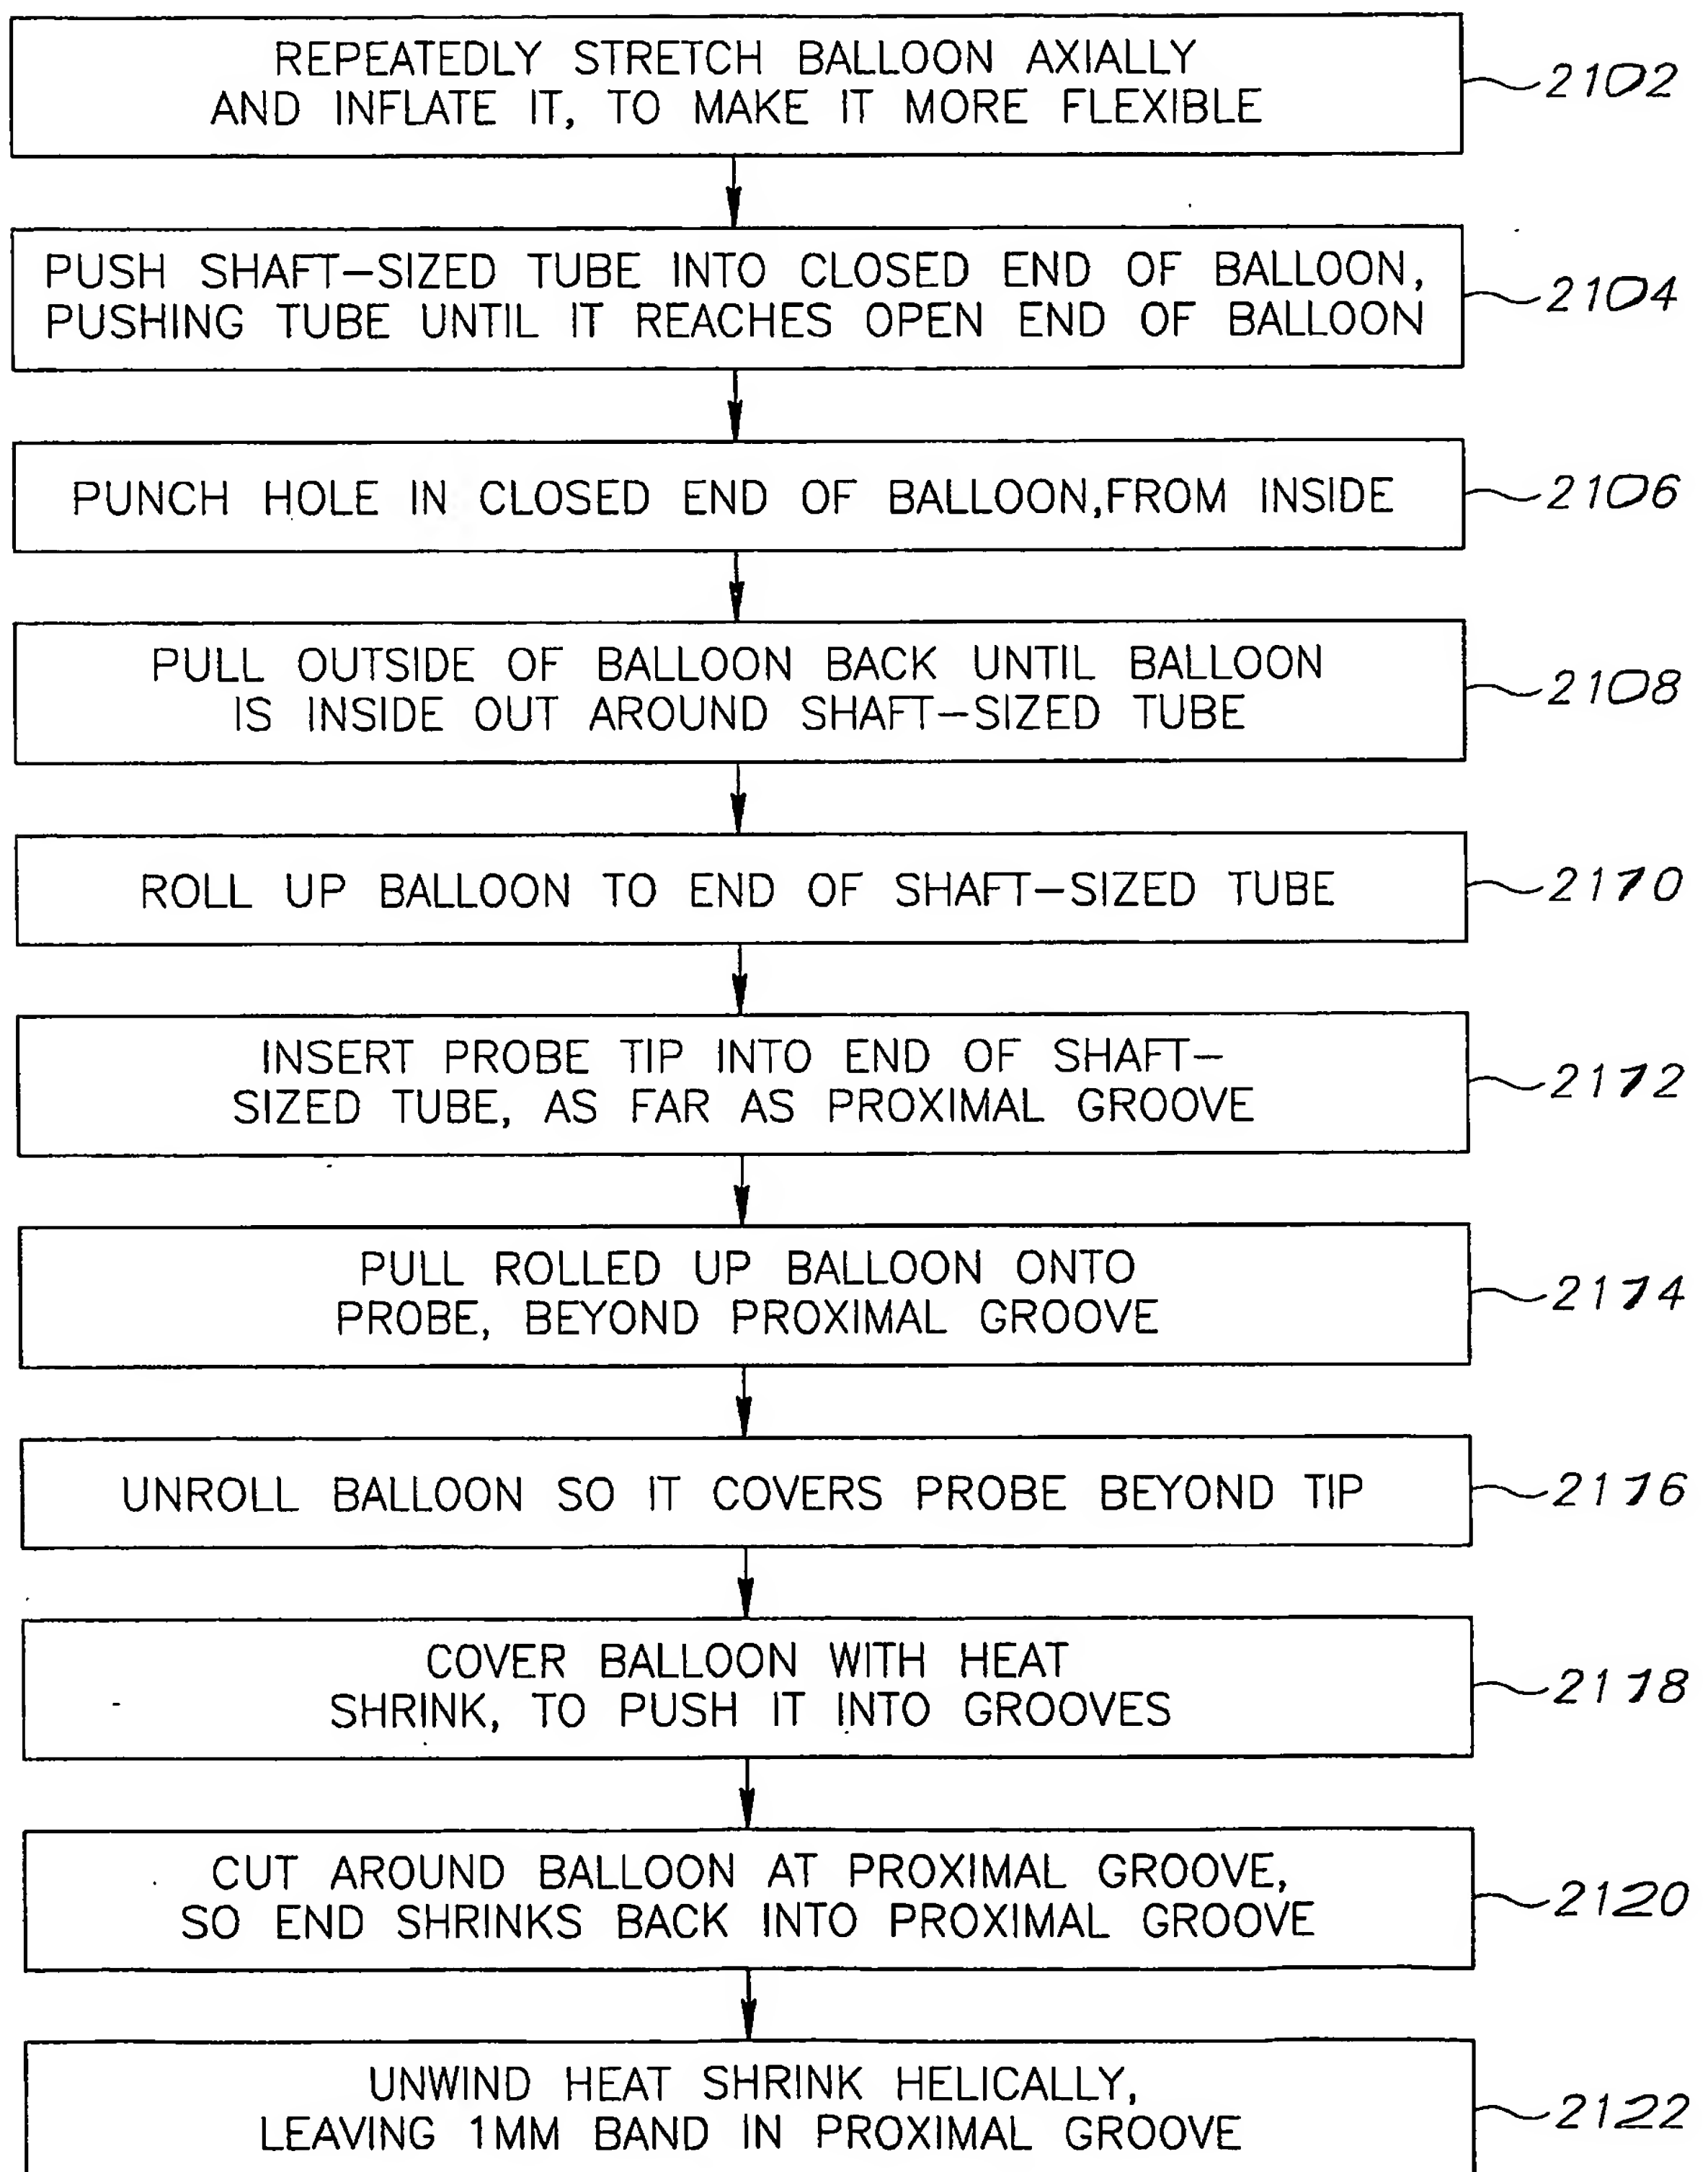 REPEATEDLY STRETCH BALLOON AXIALLY
AND INFLATE IT, TO MAKE IT MORE FLEXIBLE
2102
PUSH SHAFT-SIZED TUBE INTO CLOSED END OF BALLOON,
PUSHING TUBE UNTIL IT REACHES OPEN END OF BALLOON
2104
PUNCH HOLE IN CLOSED END OF BALLOON,FROM INSIDE
2106
PULL OUTSIDE OF BALLOON BACK UNTIL BALLOON
IS INSIDE OUT AROUND SHAFT-SIZED TUBE
2108
ROLL UP BALLOON TO END OF SHAFT-SIZED TUBE
2170
INSERT PROBE TIP INTO END OF SHAFT-
SIZED TUBE, AS FAR AS PROXIMAL GROOVE
2172
PULL ROLLED UP BALLOON ONTO
PROBE, BEYOND PROXIMAL GROOVE
2174
UNROLL BALLOON SO IT COVERS PROBE BEYOND TIP
2176
COVER BALLOON WITH HEAT
SHRINK, TO PUSH IT INTO GROOVES
2178
CUT AROUND BALLOON AT PROXIMAL GROOVE,
SO END SHRINKS BACK INTO PROXIMAL GROOVE
2120
UNWIND HEAT SHRINK HELICALLY,
LEAVING 1MM BAND IN PROXIMAL GROOVE
2122